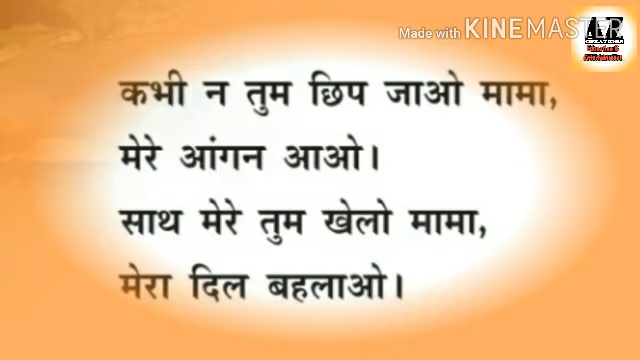 Made with KINEMASTER
कभी न तुम छिप जाओ मामा,
मेरे आंगन आओ।
साथ मेरे तुम खेलो मामा,
मेरा दिल बहलाओ।